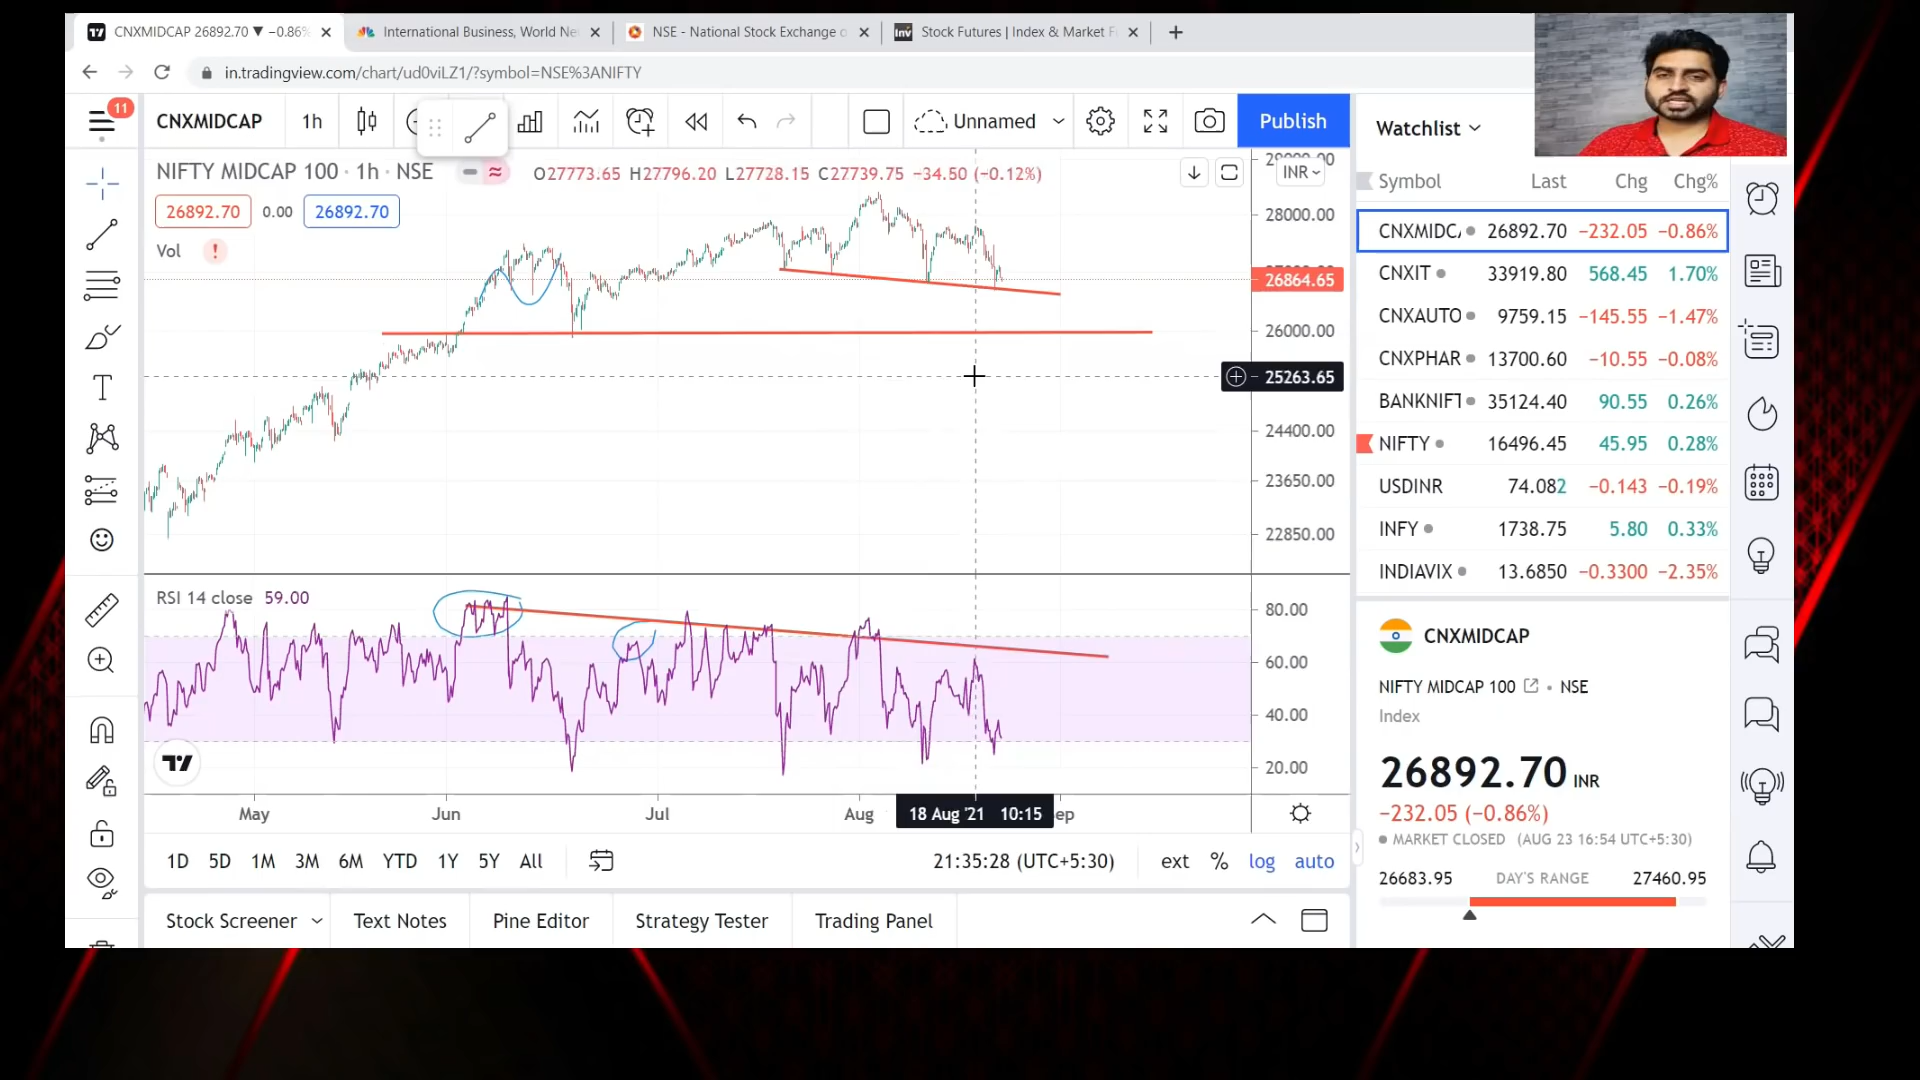 CNXMIDCAP 26892.70 ▼ −0.86%
International Business, World Ne
NSE - National Stock Exchange o
Inv Stock Futures | Index & Market F
in.tradingview.com/chart/ud0viLZ1/?symbol=NSE%3ANIFTY
11
CNXMIDCAP 1h Unnamed Publish
NIFTY MIDCAP 100 · 1h · NSE
O27773.65 H27796.20 L27728.15 C27739.75 −34.50 (−0.12%)
INR
26892.70 0.00 26892.70
Vol !
28000.00
26864.65
26000.00
25263.65
24400.00
23650.00
22850.00
RSI 14 close 59.00
80.00
60.00
40.00
20.00
May Jun Jul Aug 18 Aug '21 10:15 ep
1D 5D 1M 3M 6M YTD 1Y 5Y All
21:35:28 (UTC+5:30) ext % log auto
Stock Screener Text Notes Pine Editor Strategy Tester Trading Panel
Watchlist
Symbol Last Chg Chg%
CNXMIDC 26892.70 −232.05 −0.86%
CNXIT 33919.80 568.45 1.70%
CNXAUTO 9759.15 −145.55 −1.47%
CNXPHAR 13700.60 −10.55 −0.08%
BANKNIFT 35124.40 90.55 0.26%
NIFTY 16496.45 45.95 0.28%
USDINR 74.082 −0.143 −0.19%
INFY 1738.75 5.80 0.33%
INDIAVIX 13.6850 −0.3300 −2.35%
CNXMIDCAP
NIFTY MIDCAP 100 • NSE
Index
26892.70 INR
−232.05 (−0.86%)
MARKET CLOSED (AUG 23 16:54 UTC+5:30)
26683.95 DAY'S RANGE 27460.95